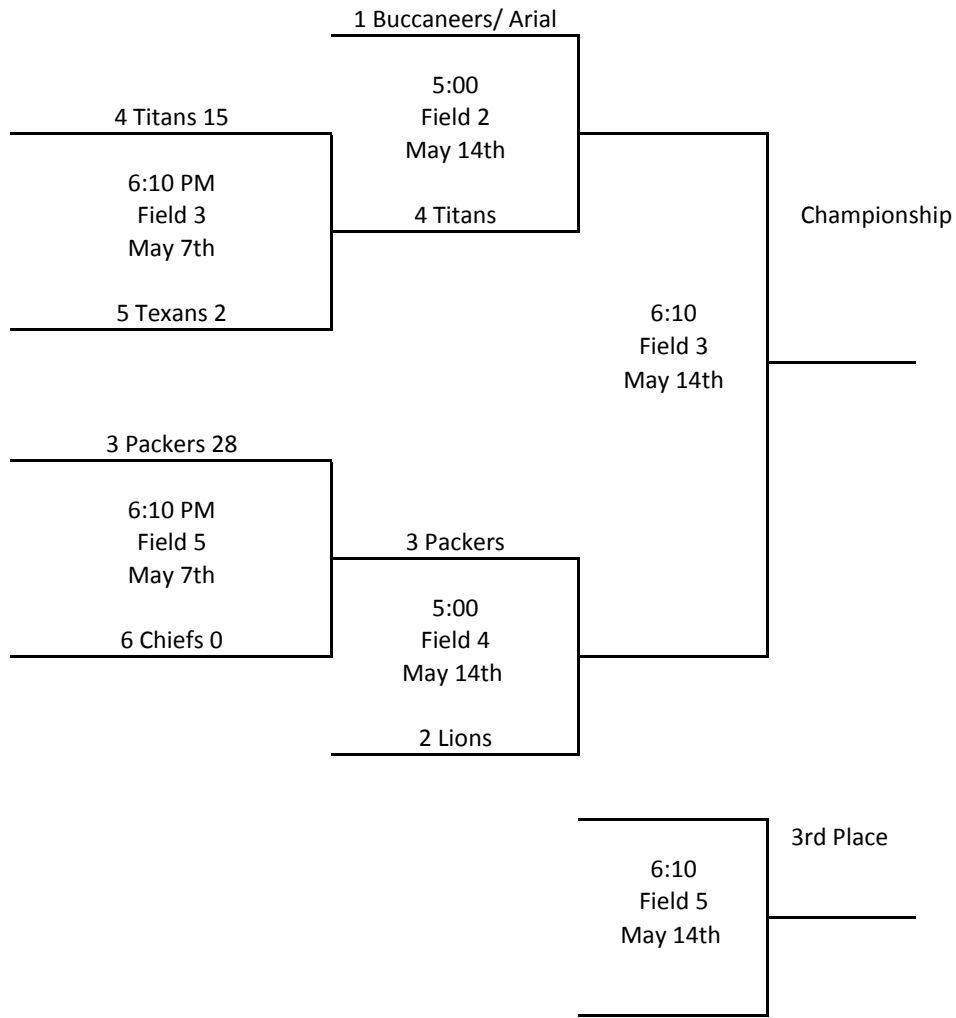 1 Buccaneers/ Arial
5:00
Field 2
May 14th
4 Titans 15
6:10 PM
Field 3
May 7th
4 Titans
Championship
5 Texans 2
6:10
Field 3
May 14th
3 Packers 28
6:10 PM
Field 5
May 7th
3 Packers
5:00
Field 4
May 14th
6 Chiefs 0
2 Lions
3rd Place
6:10
Field 5
May 14th